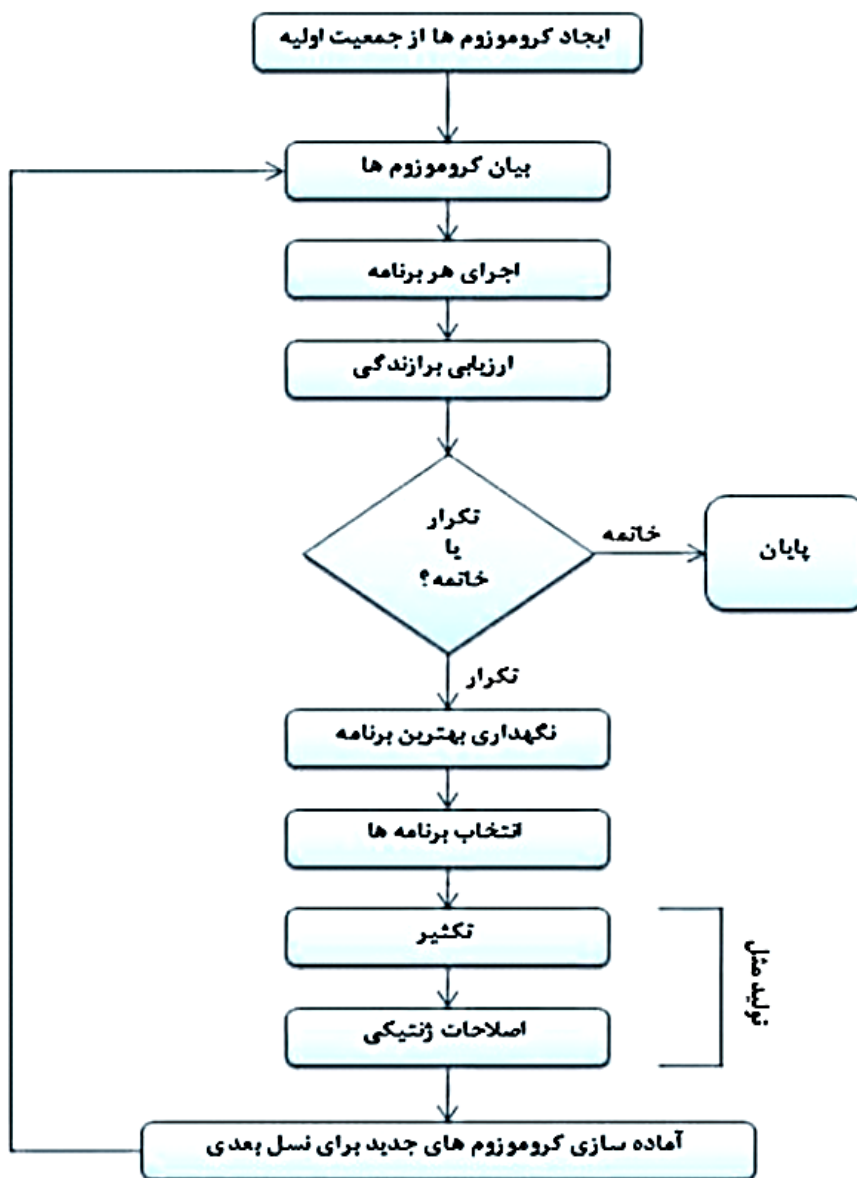 ایجاد کروموزوم ها از جمعیت اولیه
بیان کروموزوم ها
اجرای هر برنامه
ارزیابی برازندگی
تکرار
یا
خاتمه؟
خاتمه
پایان
تکرار
نگهداری بهترین برنامه
انتخاب برنامه ها
تکثیر
تولید مثل
اصلاحات ژنتیکی
آماده سازی کروموزوم های جدید برای نسل بعدی